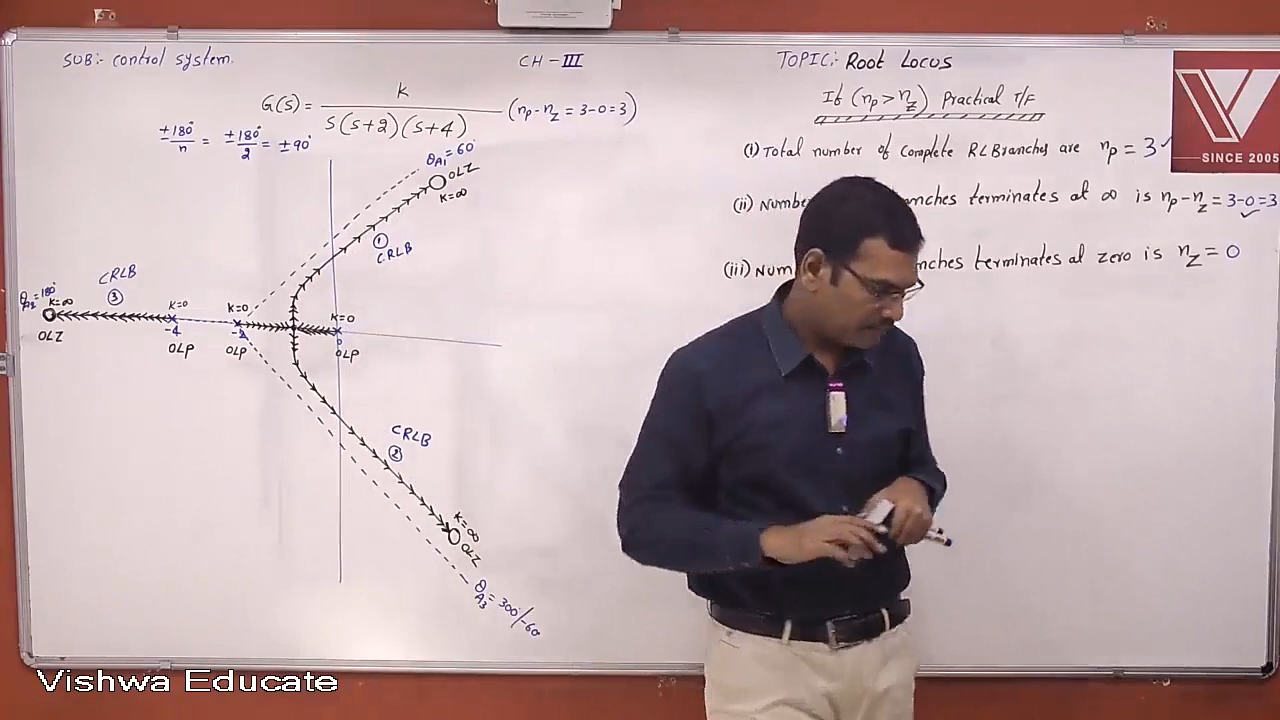 SUB:- control system.
CH - III
TOPIC: Root Locus
G(s) = K / s(s+2)(s+4) (np-nz = 3-0 = 3)
±180°/n = ±180°/2 = ±90°
If (np > nz) Practical T/F
(i) Total number of complete RL Branches are np = 3 ✓
(ii) Numbe nches terminates at ∞ is np-nz = 3-0 = 3
(iii) Num nches terminates at zero is nz = 0
SINCE 2005
θA1 = 60°
OLZ
K=∞
①
CRLB
CRLB
③
θA2 = 180°
K=∞
OLZ
K=0
-4
OLP
K=0
-2
OLP
K=0
0
OLP
CRLB
②
K=∞
OLZ
θA3 = 300°/-60
Vishwa Educate